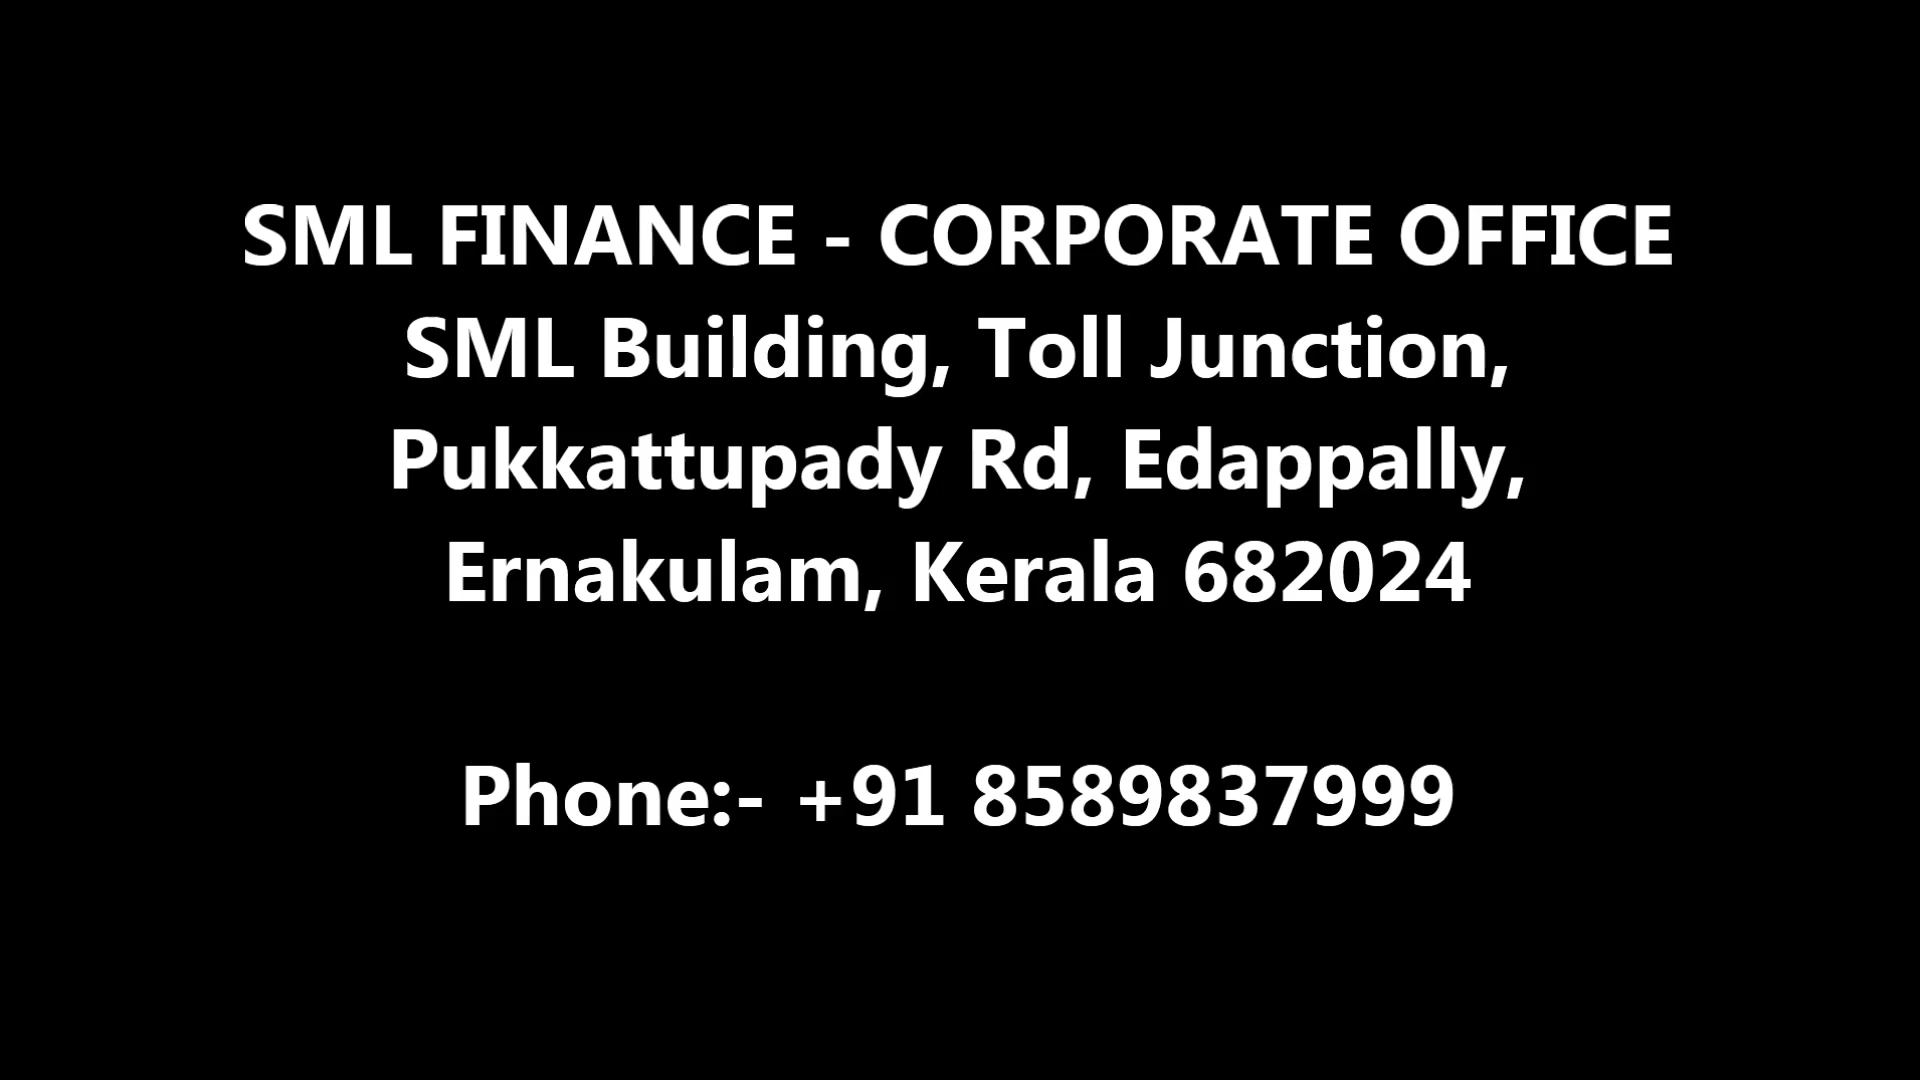 SML FINANCE - CORPORATE OFFICE
SML Building, Toll Junction,
Pukkattupady Rd, Edappally,
Ernakulam, Kerala 682024
Phone:- +91 8589837999